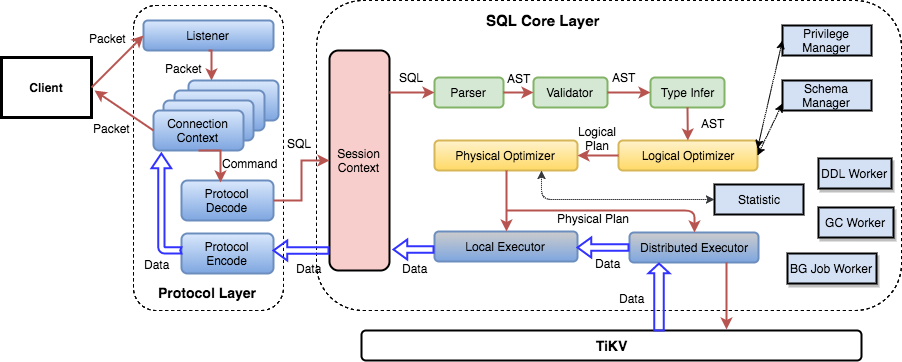 SQL Core Layer
Packet
Listener
Privilege
Manager
Packet
SQL
AST
AST
Client
Parser
Validator
Type Infer
Schema
Manager
Packet
Connection
Context
AST
Logical
Plan
SQL
Command
Session
Context
Physical Optimizer
Logical Optimizer
DDL Worker
Protocol
Decode
Statistic
Physical Plan
GC Worker
Protocol
Encode
Local Executor
Distributed Executor
Data
Data
Data
Data
BG Job Worker
Protocol Layer
Data
TiKV